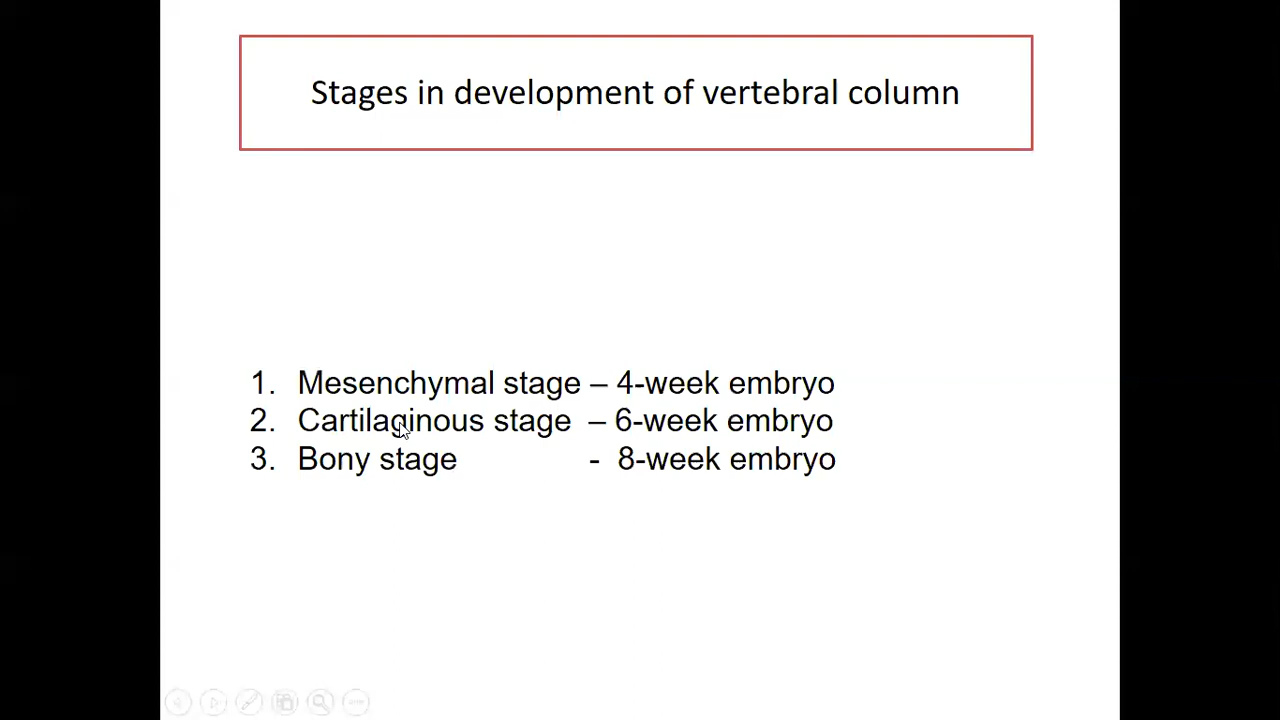 Stages in development of vertebral column
1. Mesenchymal stage – 4-week embryo
2. Cartilaginous stage – 6-week embryo
3. Bony stage - 8-week embryo